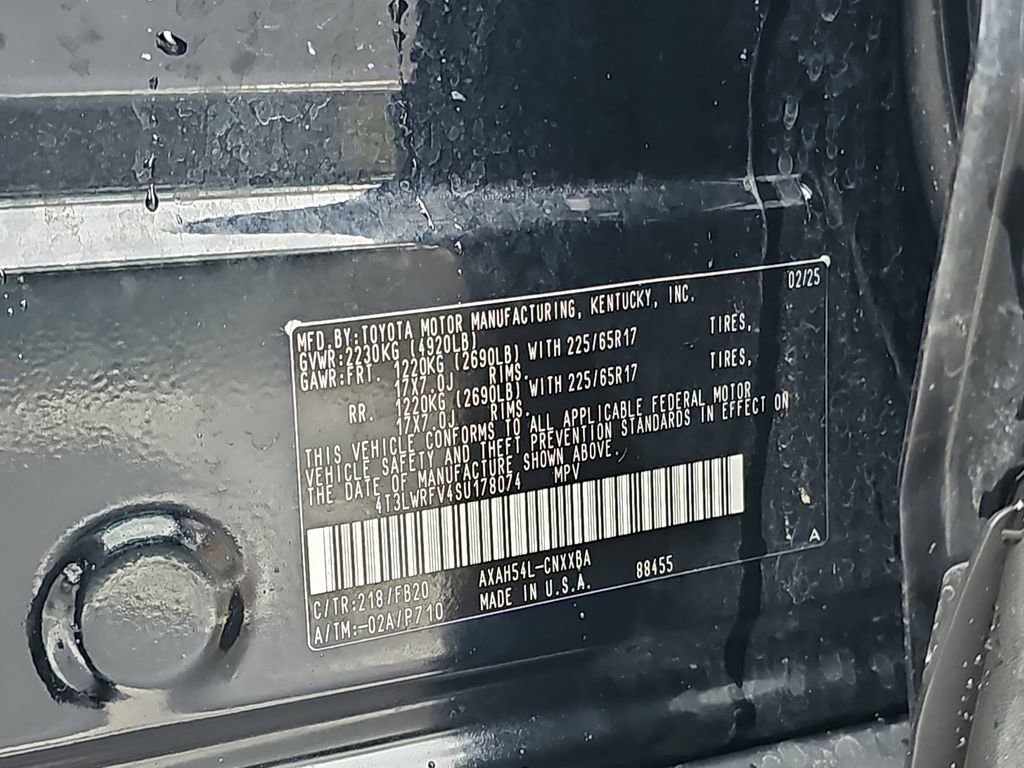 02/25
MFD.BY:TOYOTA MOTOR MANUFACTURING, KENTUCKY, INC.
GVWR:2230KG (4920LB)
GAWR:FRT. 1220KG (2690LB) WITH 225/65R17 TIRES,
17X7.0J RIMS.
RR. 1220KG (2690LB) WITH 225/65R17 TIRES,
17X7.0J RIMS.
THIS VEHICLE CONFORMS TO ALL APPLICABLE FEDERAL MOTOR
VEHICLE SAFETY AND THEFT PREVENTION STANDARDS IN EFFECT ON
THE DATE OF MANUFACTURE SHOWN ABOVE.
4T3LWRFV4SU178074 MPV
A
C/TR:218/FB20 AXAH54L-CNXXBA 88455
A/TM:-02A/P710 MADE IN U.S.A.